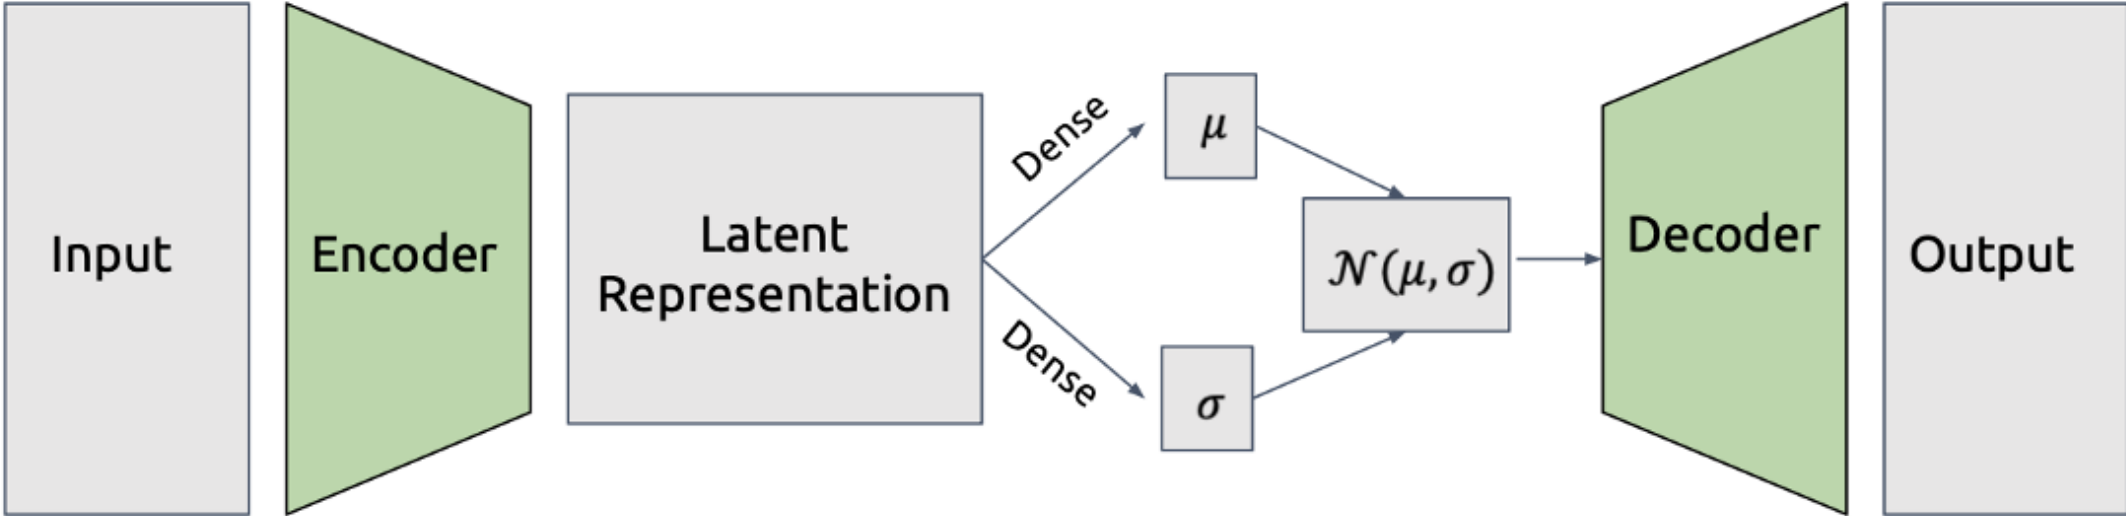 Input
Encoder
Latent
Representation
Dense
Dense
μ
σ
𝒩(μ, σ)
Decoder
Output